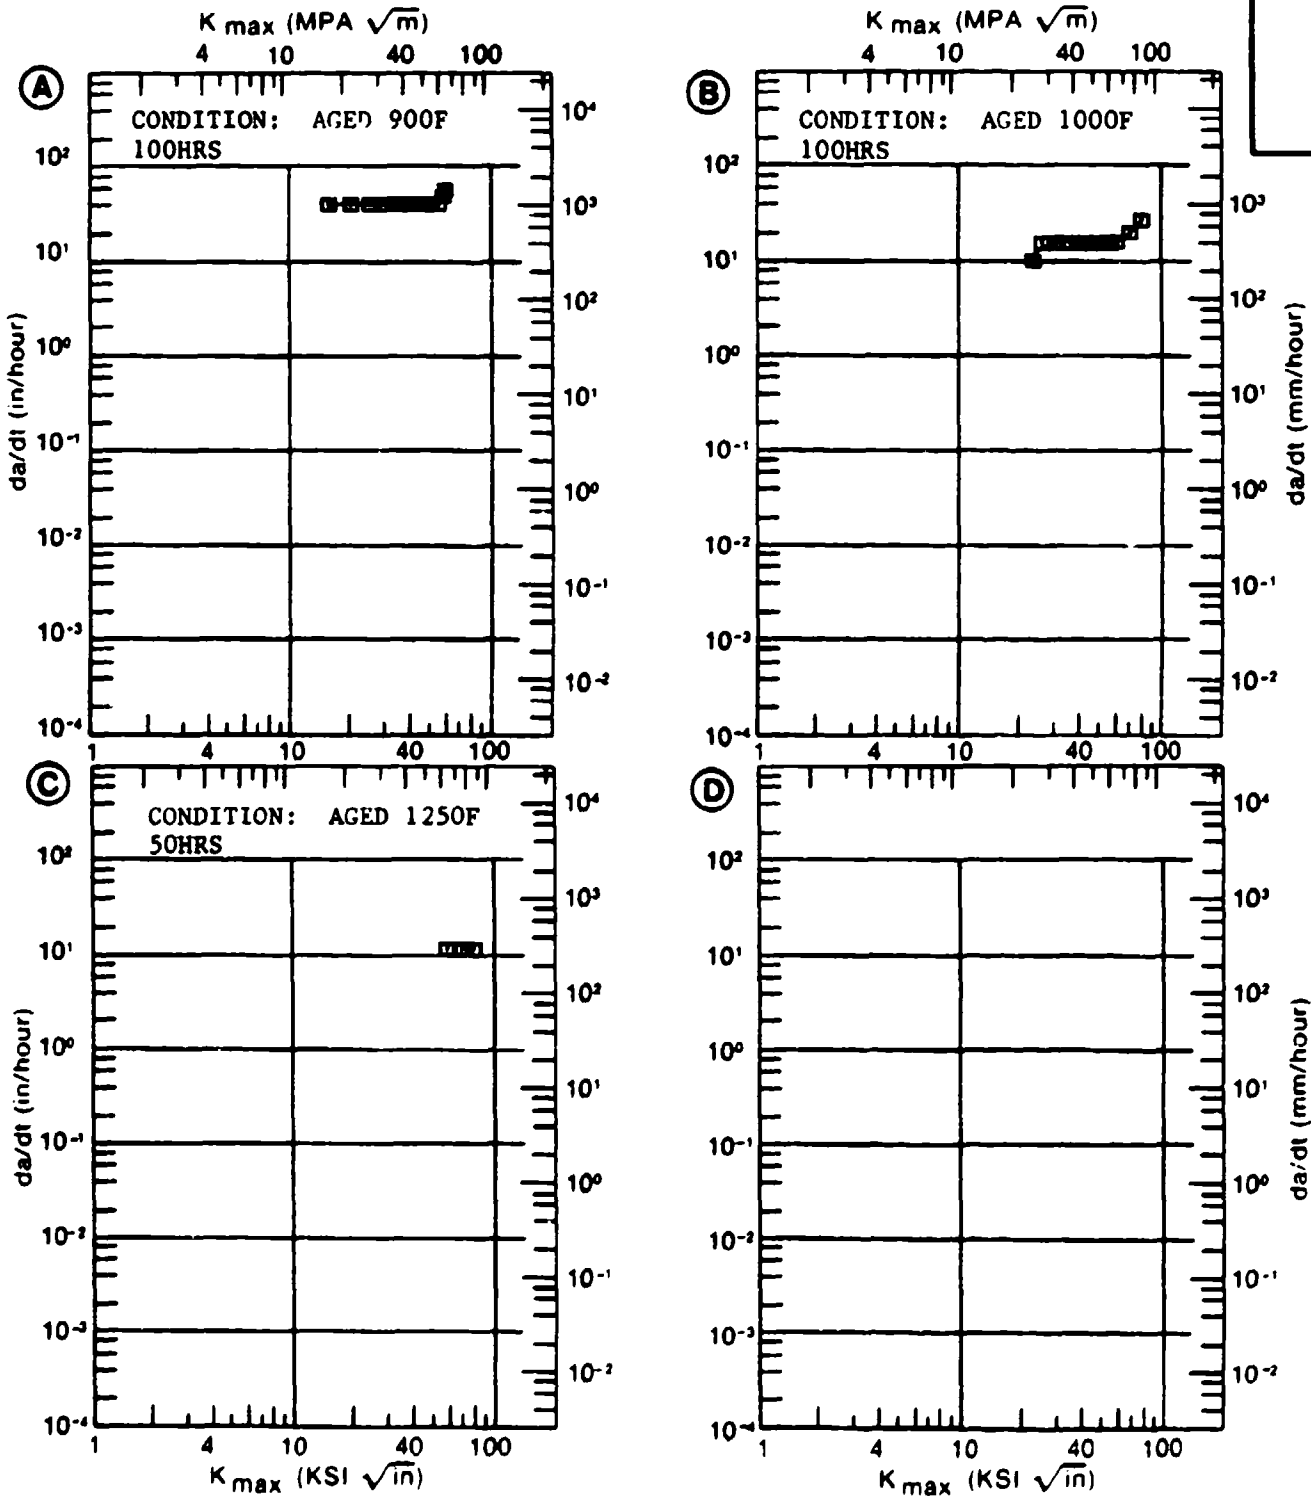 K max (MPA √m)
4 10 40 100
A
CONDITION: AGED 900F
100HRS
10² 10¹ 10⁰ 10⁻¹ 10⁻² 10⁻³ 10⁻⁴
da/dt (in/hour)
10⁴ 10³ 10² 10¹ 10⁰ 10⁻¹ 10⁻²
1 4 10 40 100
K max (MPA √m)
4 10 40 100
B
CONDITION: AGED 1000F
100HRS
10² 10¹ 10⁰ 10⁻¹ 10⁻² 10⁻³ 10⁻⁴
10³ 10² 10¹ 10⁰ 10⁻¹ 10⁻²
da/dt (mm/hour)
1 4 10 40 100
C
CONDITION: AGED 1250F
50HRS
10² 10¹ 10⁰ 10⁻¹ 10⁻² 10⁻³ 10⁻⁴
da/dt (in/hour)
10⁴ 10³ 10² 10¹ 10⁰ 10⁻¹ 10⁻²
1 4 10 40 100
K max (KSI √in)
D
10² 10¹ 10⁰ 10⁻¹ 10⁻² 10⁻³ 10⁻⁴
10⁴ 10³ 10² 10¹ 10⁰ 10⁻¹ 10⁻²
da/dt (mm/hour)
1 4 10 40 100
K max (KSI √in)